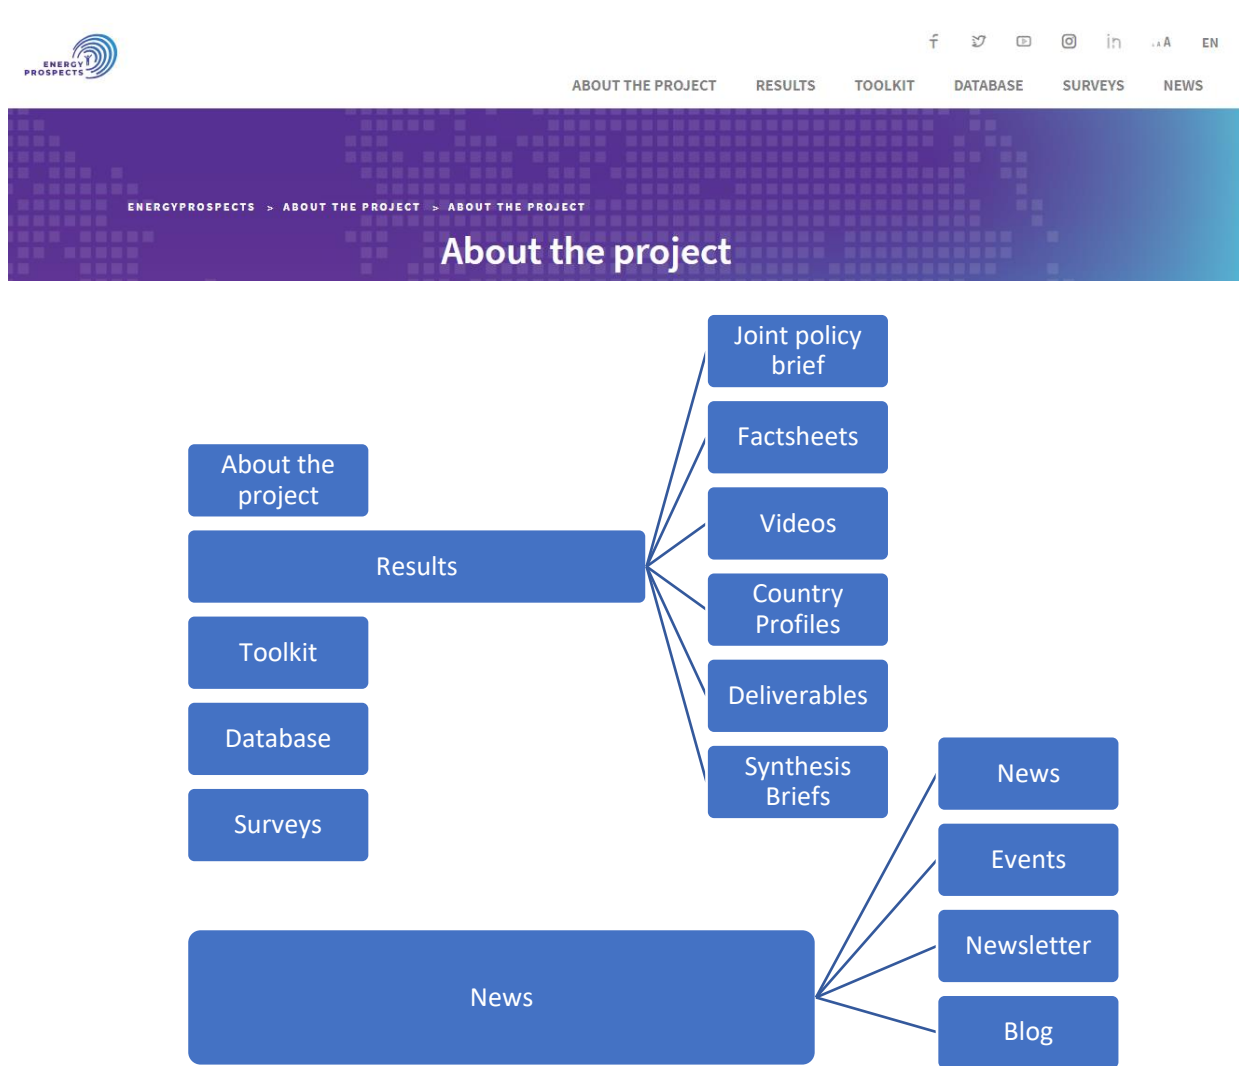 ENERGY
PROSPECTS
A A A EN
ABOUT THE PROJECT RESULTS TOOLKIT DATABASE SURVEYS NEWS
ENERGYPROSPECTS > ABOUT THE PROJECT > ABOUT THE PROJECT
About the project
Joint policy
brief
Factsheets
About the
project
Videos
Results
Country
Profiles
Toolkit
Deliverables
Database
Synthesis
Briefs
News
Surveys
Events
Newsletter
News
Blog